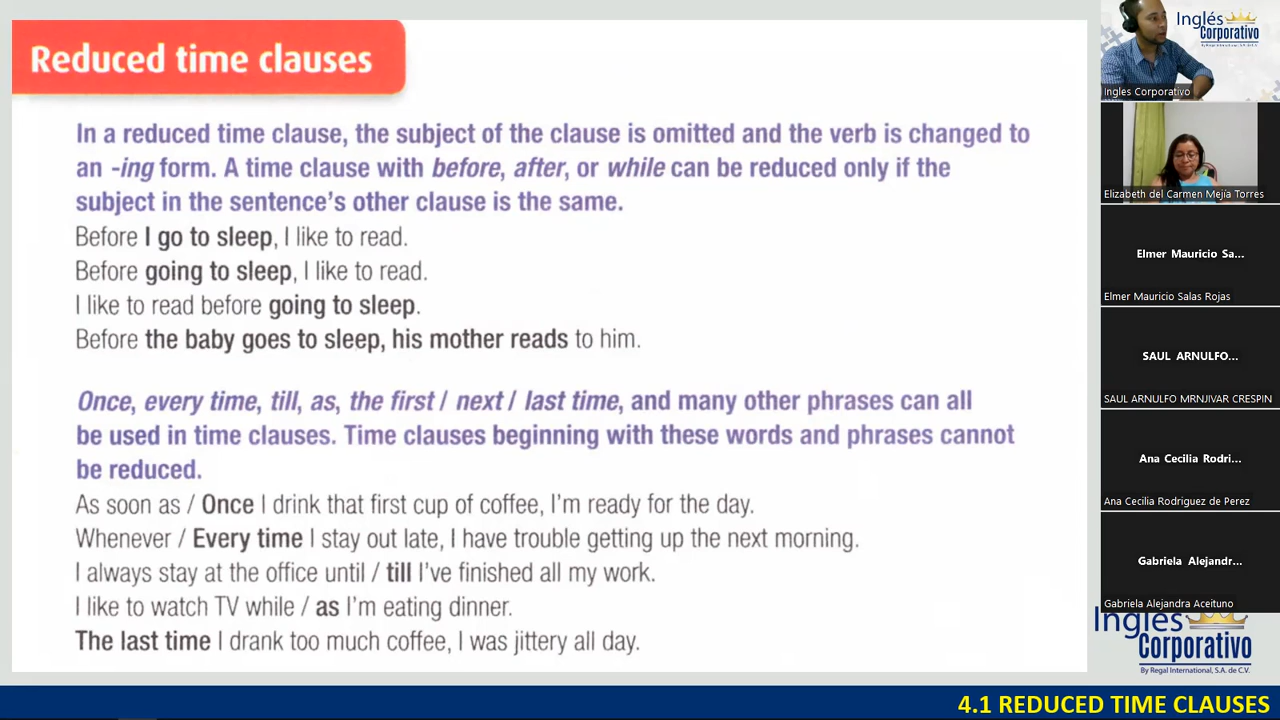 Reduced time clauses
In a reduced time clause, the subject of the clause is omitted and the verb is changed to
an -ing form. A time clause with before, after, or while can be reduced only if the
subject in the sentence's other clause is the same.
Before I go to sleep, I like to read.
Before going to sleep, I like to read.
I like to read before going to sleep.
Before the baby goes to sleep, his mother reads to him.
Once, every time, till, as, the first / next / last time, and many other phrases can all
be used in time clauses. Time clauses beginning with these words and phrases cannot
be reduced.
As soon as / Once I drink that first cup of coffee, I'm ready for the day.
Whenever / Every time I stay out late, I have trouble getting up the next morning.
I always stay at the office until / till I've finished all my work.
I like to watch TV while / as I'm eating dinner.
The last time I drank too much coffee, I was jittery all day.
Inglés
Corporativo
By Regal International, S.A. de C.V.
Ingles Corporativo
Elizabeth del Carmen Mejía Torres
Elmer Mauricio Sa...
Elmer Mauricio Salas Rojas
SAUL ARNULFO...
SAUL ARNULFO MRNJIVAR CRESPIN
Ana Cecilia Rodri...
Ana Cecilia Rodriguez de Perez
Gabriela Alejandr...
Gabriela Alejandra Aceituno
Inglés
Corporativo
By Regal International, S.A. de C.V.
4.1 REDUCED TIME CLAUSES